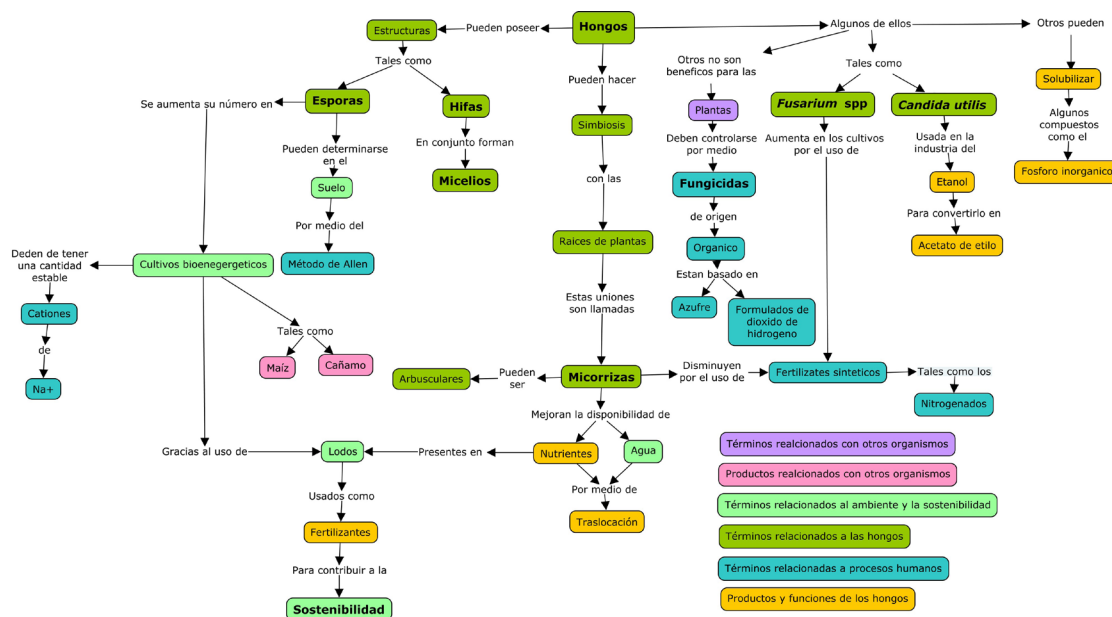 Hongos
Pueden poseer
Estructuras
Tales como
Esporas
Hifas
En conjunto forman
Micelios
Se aumenta su número en
Pueden determinarse
en el
Suelo
Por medio del
Método de Allen
Cultivos bioenegergeticos
Deden de tener
una cantidad
estable
Cationes
de
Na+
Tales como
Maíz
Cañamo
Gracias al uso de
Lodos
Usados como
Fertilizantes
Para contribuir a la
Sostenibilidad
Pueden hacer
Simbiosis
con las
Raices de plantas
Estas uniones
son llamadas
Micorrizas
Pueden
ser
Arbusculares
Mejoran la disponibilidad de
Nutrientes
Agua
Presentes en
Por medio de
Traslocación
Disminuyen
por el uso de
Fertilizates sinteticos
Tales como los
Nitrogenados
Algunos de ellos
Otros no son
beneficos para las
Plantas
Deben controlarse
por medio
Fungicidas
de origen
Organico
Estan basado en
Azufre
Formulados de
dioxido de
hidrogeno
Tales como
Fusarium spp
Aumenta en los cultivos
por el uso de
Candida utilis
Usada en la
industria del
Etanol
Para convertirlo en
Acetato de etilo
Otros pueden
Solubilizar
Algunos
compuestos
como el
Fosforo inorganico
Términos realcionados con otros organismos
Productos realcionados con otros organismos
Términos relacionados al ambiente y la sostenibilidad
Términos relacionados a las hongos
Términos relacionadas a procesos humanos
Productos y funciones de los hongos